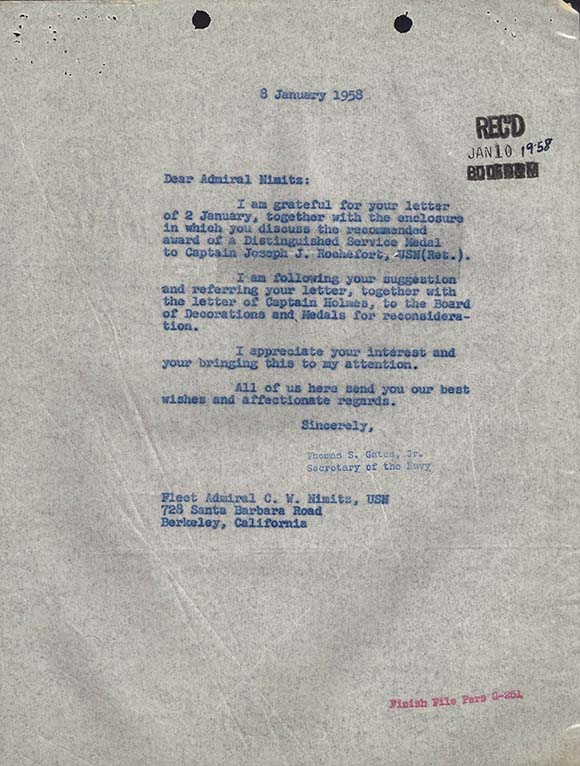 8 January 1958
REC'D
JAN 10 1958
Dear Admiral Nimitz:
I am grateful for your letter
of 2 January, together with the enclosure
in which you discuss the recommended
award of a Distinguished Service Medal
to Captain Joseph J. Rochefort, USN(Ret.).
I am following your suggestion
and referring your letter, together with
the letter of Captain Holmes, to the Board
of Decorations and Medals for reconsidera-
tion.
I appreciate your interest and
your bringing this to my attention.
All of us here send you our best
wishes and affectionate regards.
Sincerely,
Thomas S. Gates, Jr.
Secretary of the Navy
Fleet Admiral C. W. Nimitz, USN
728 Santa Barbara Road
Berkeley, California
Finish File Pers G-251